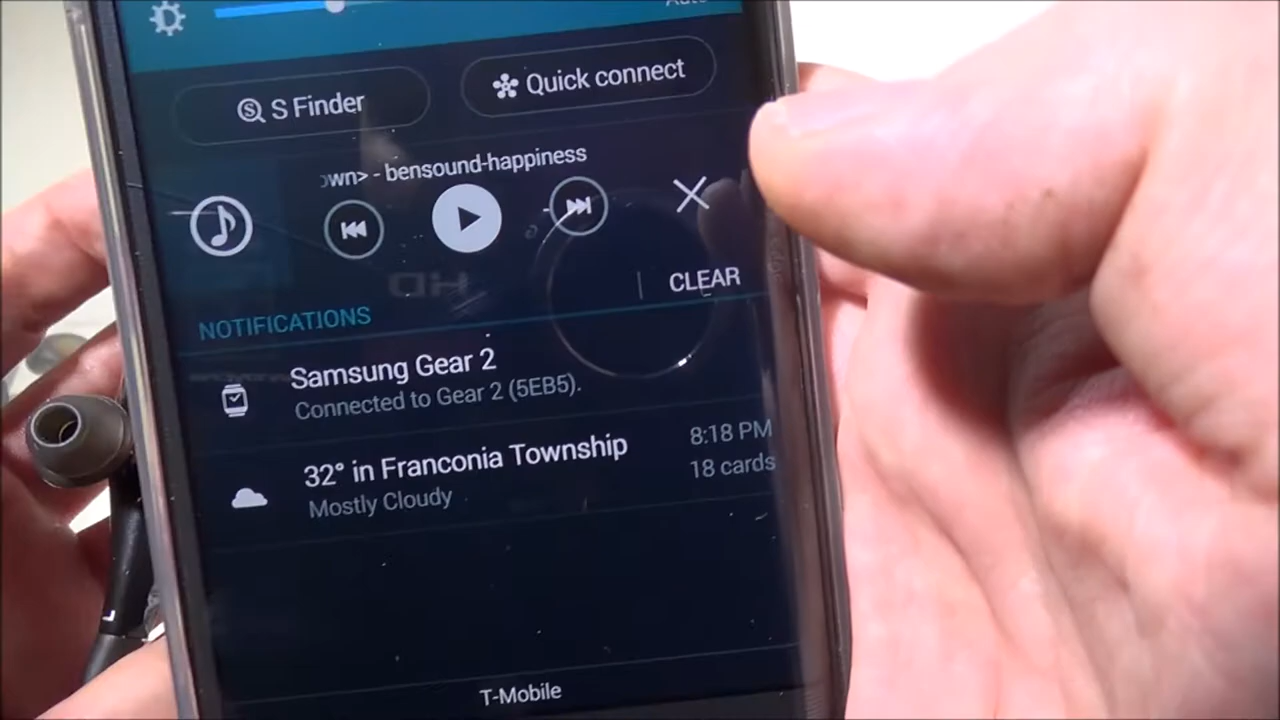 Auto
S Finder
Quick connect
own> - bensound-happiness
CLEAR
NOTIFICATIONS
Samsung Gear 2
Connected to Gear 2 (5EB5).
32° in Franconia Township
8:18 PM
Mostly Cloudy
18 cards
T-Mobile